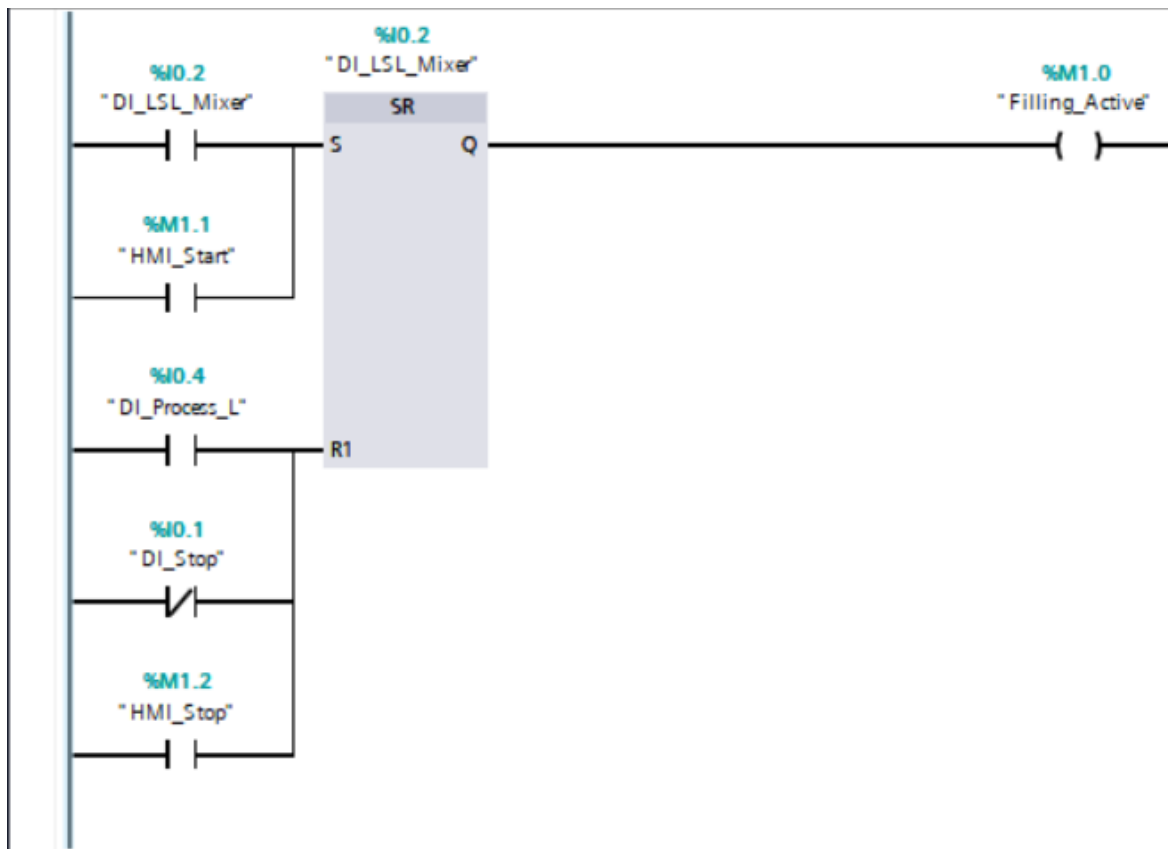 %I0.2
"DI_LSL_Mixer"
%I0.2
"DI_LSL_Mixer"
%M1.0
"Filling_Active"
SR
S
Q
%M1.1
"HMI_Start"
%I0.4
"DI_Process_L"
R1
%I0.1
"DI_Stop"
%M1.2
"HMI_Stop"